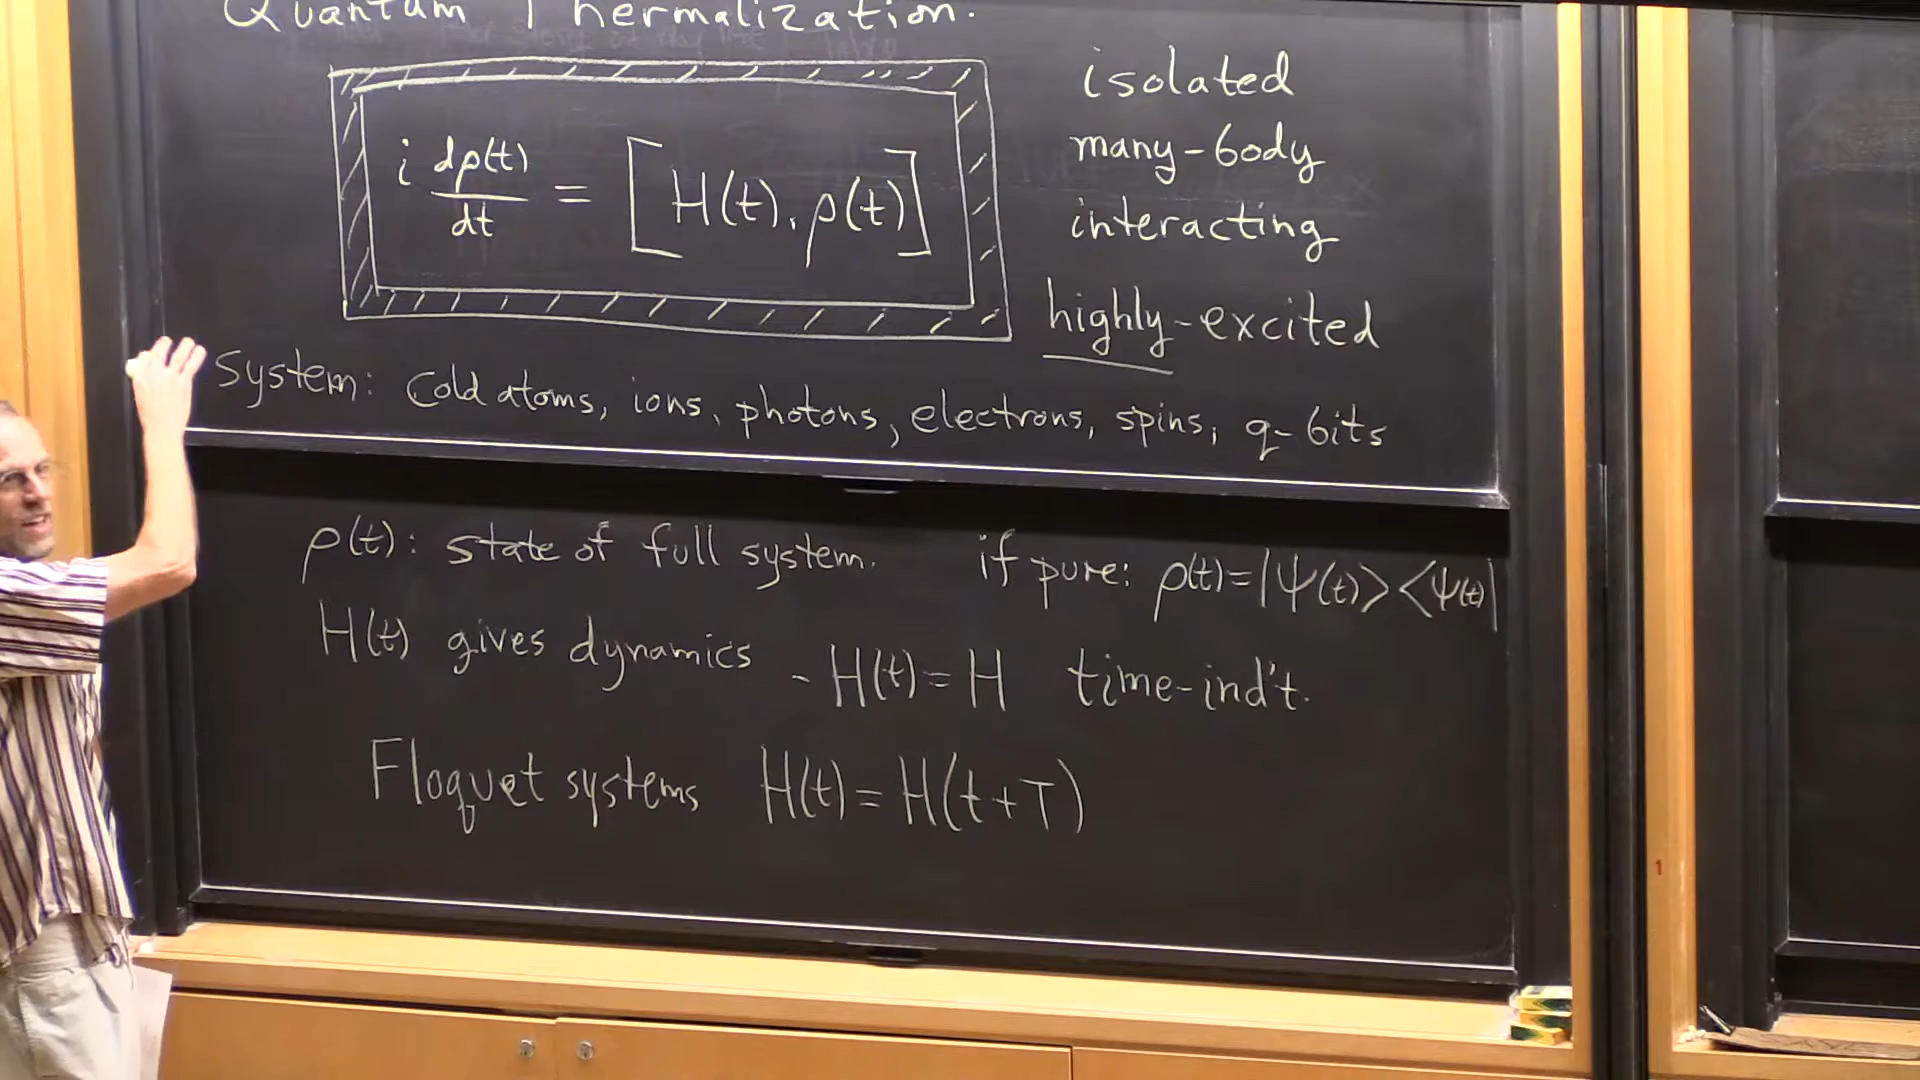 Quantum Thermalization.
i dρ(t)/dt = [H(t), ρ(t)]
isolated
many-body
interacting
highly-excited
System: Cold atoms, ions, photons, electrons, spins, q-bits
ρ(t): state of full system. if pure: ρ(t)=|ψ(t)><ψ(t)|
H(t) gives dynamics - H(t)=H time-ind't.
Floquet systems H(t)=H(t+T)
1